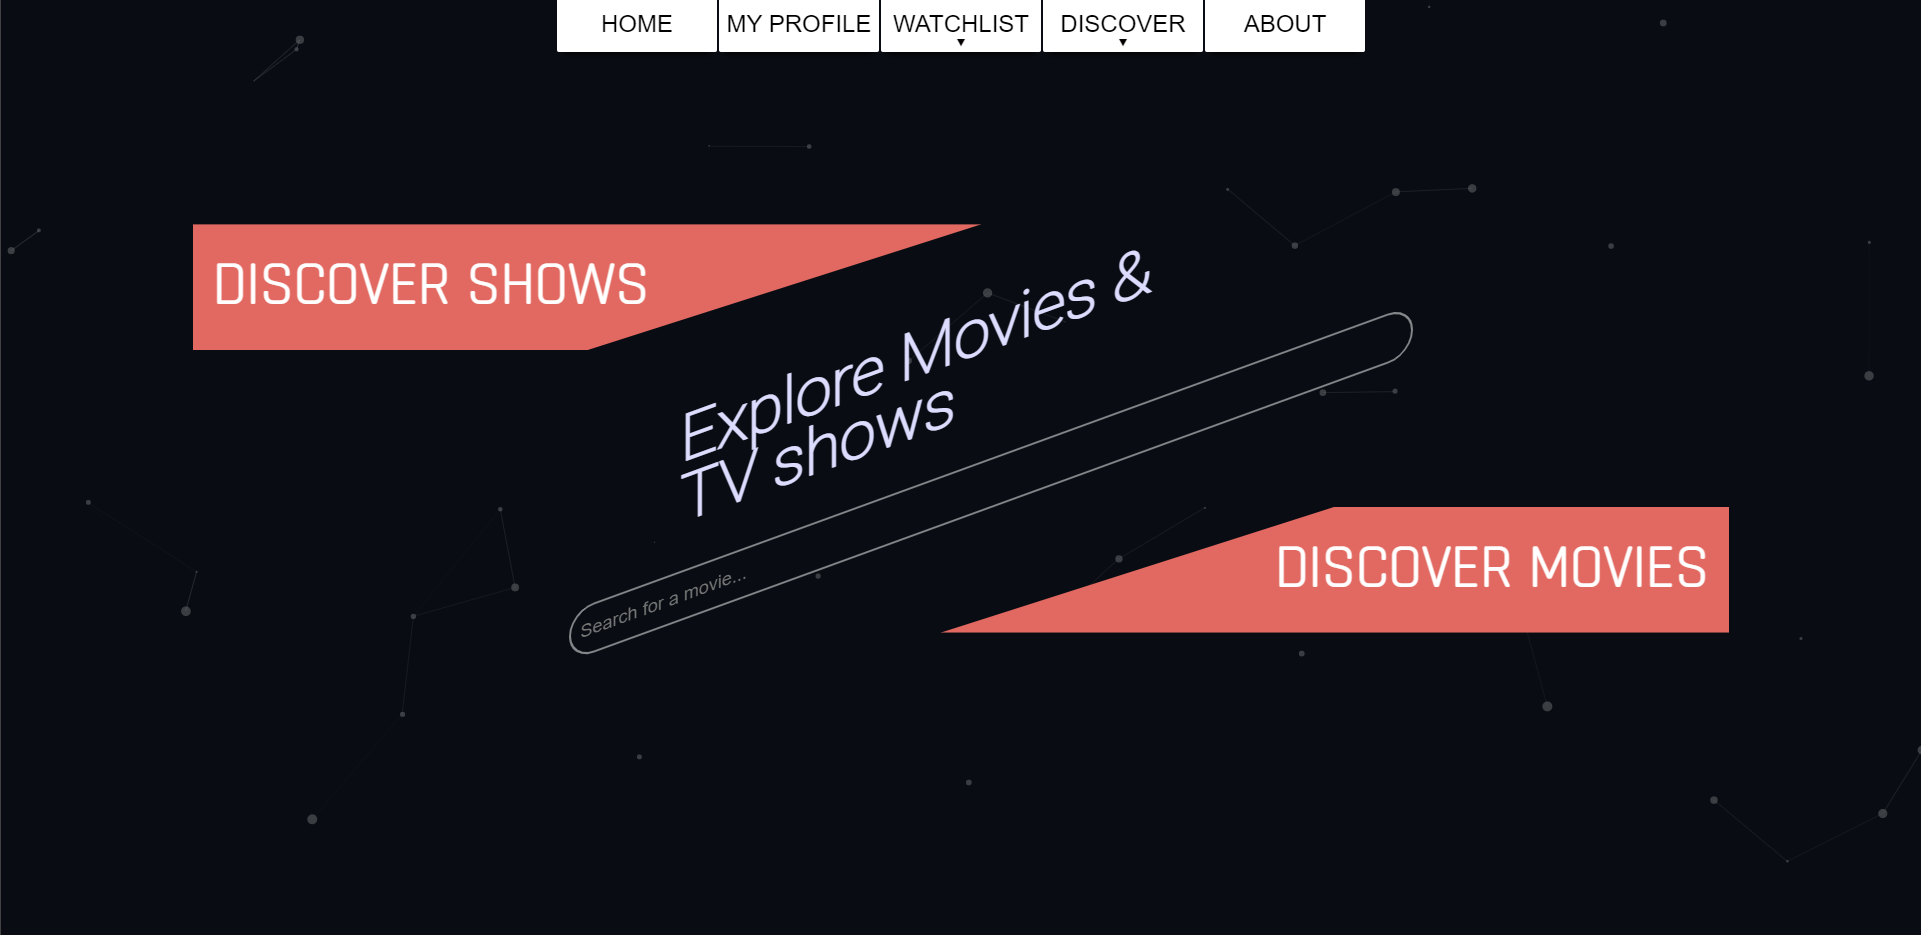 HOME
MY PROFILE
WATCHLIST
DISCOVER
ABOUT
DISCOVER SHOWS
Explore Movies &
TV shows
Search for a movie...
DISCOVER MOVIES